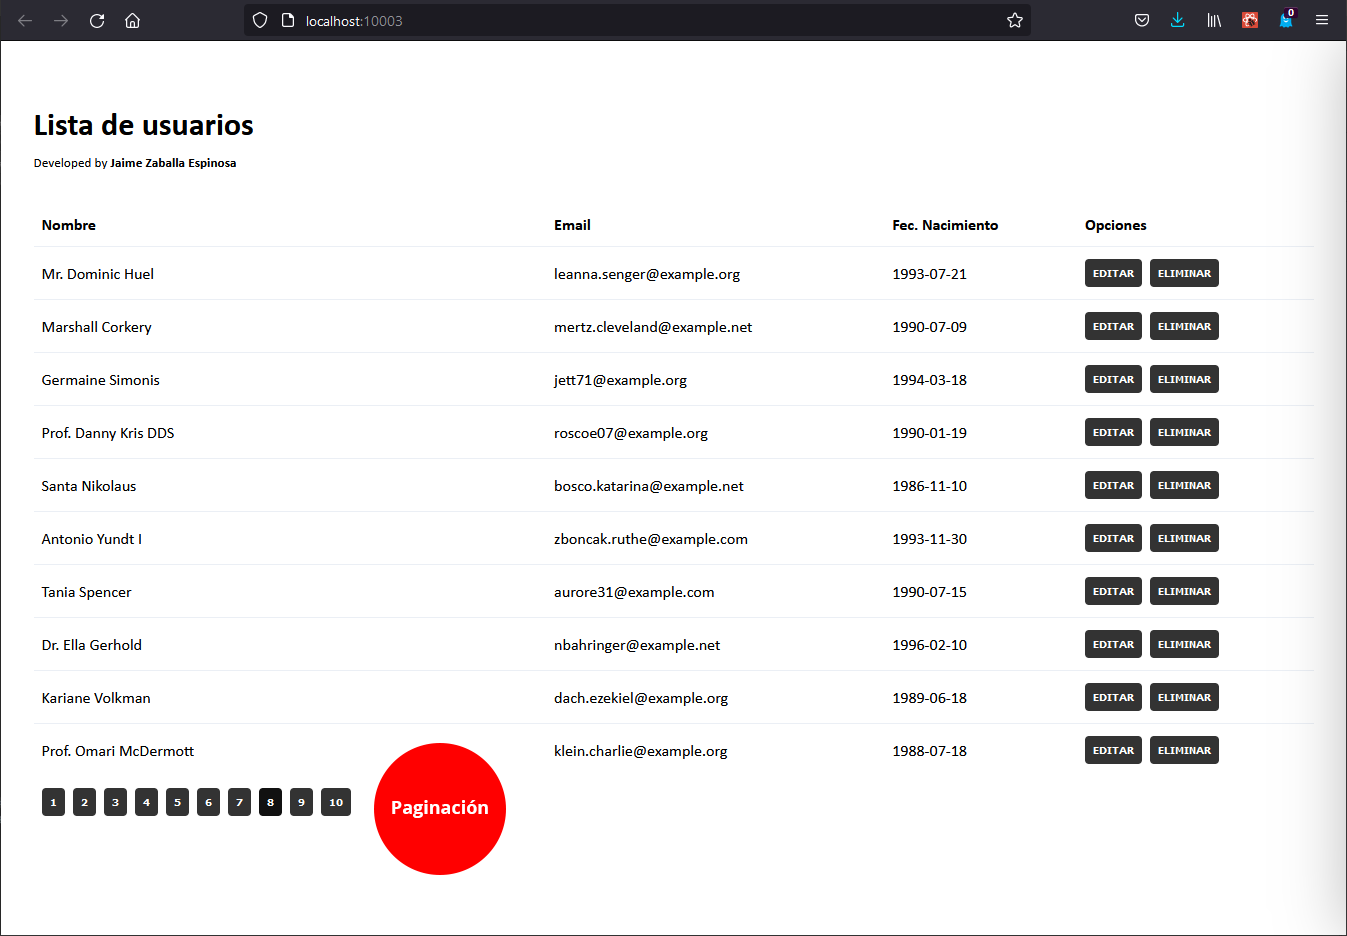 localhost:10003
0
Lista de usuarios
Developed by Jaime Zaballa Espinosa
Nombre Email Fec. Nacimiento Opciones
Mr. Dominic Huel leanna.senger@example.org 1993-07-21 EDITAR ELIMINAR
Marshall Corkery mertz.cleveland@example.net 1990-07-09 EDITAR ELIMINAR
Germaine Simonis jett71@example.org 1994-03-18 EDITAR ELIMINAR
Prof. Danny Kris DDS roscoe07@example.org 1990-01-19 EDITAR ELIMINAR
Santa Nikolaus bosco.katarina@example.net 1986-11-10 EDITAR ELIMINAR
Antonio Yundt I zboncak.ruthe@example.com 1993-11-30 EDITAR ELIMINAR
Tania Spencer aurore31@example.com 1990-07-15 EDITAR ELIMINAR
Dr. Ella Gerhold nbahringer@example.net 1996-02-10 EDITAR ELIMINAR
Kariane Volkman dach.ezekiel@example.org 1989-06-18 EDITAR ELIMINAR
Prof. Omari McDermott klein.charlie@example.org 1988-07-18 EDITAR ELIMINAR
1 2 3 4 5 6 7 8 9 10
Paginación